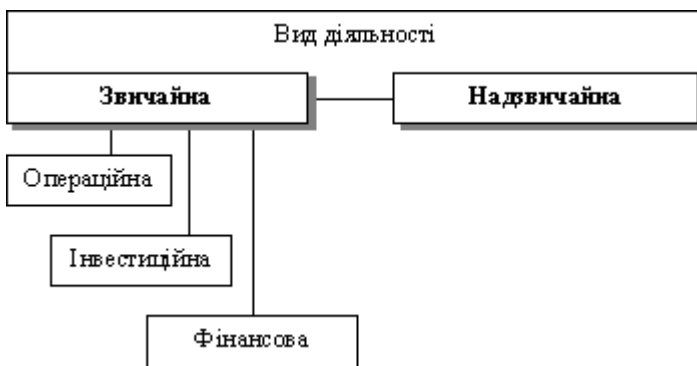 Вид діяльності
Звичайна
Надзвичайна
Операційна
Інвестиційна
Фінансова